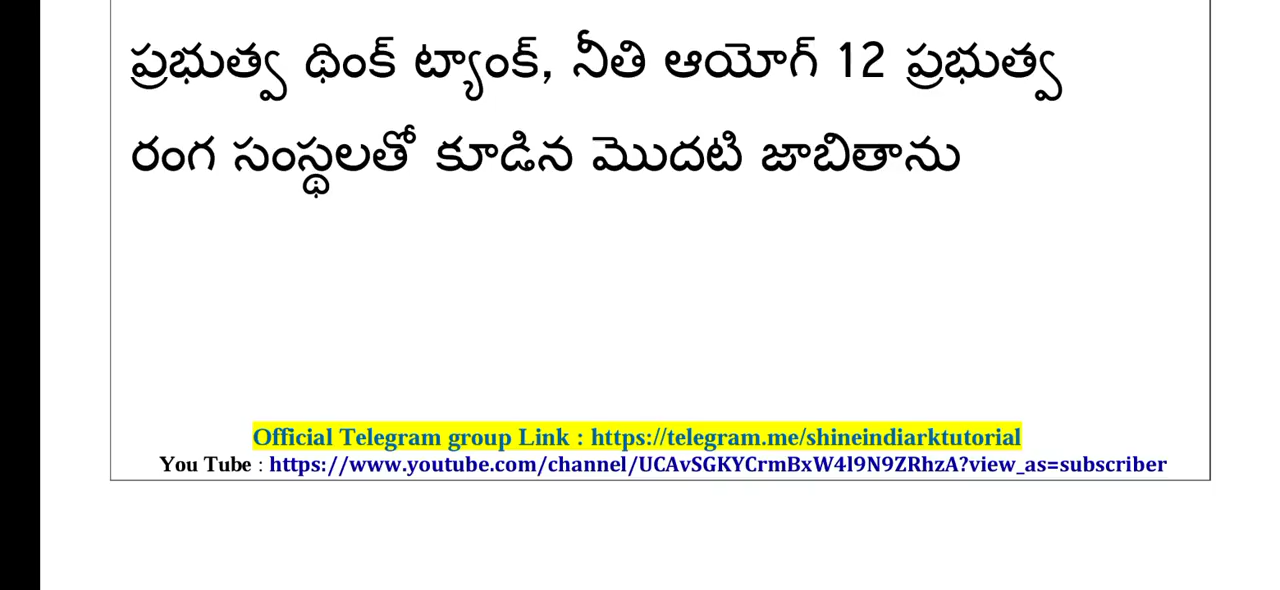 ప్రభుత్వ థింక్ ట్యాంక్, నీతి ఆయోగ్ 12 ప్రభుత్వ
రంగ సంస్థలతో కూడిన మొదటి జాబితాను
Official Telegram group Link : https://telegram.me/shineindiarktutorial
You Tube : https://www.youtube.com/channel/UCAvSGKYCrmBxW4l9N9ZRhzA?view_as=subscriber